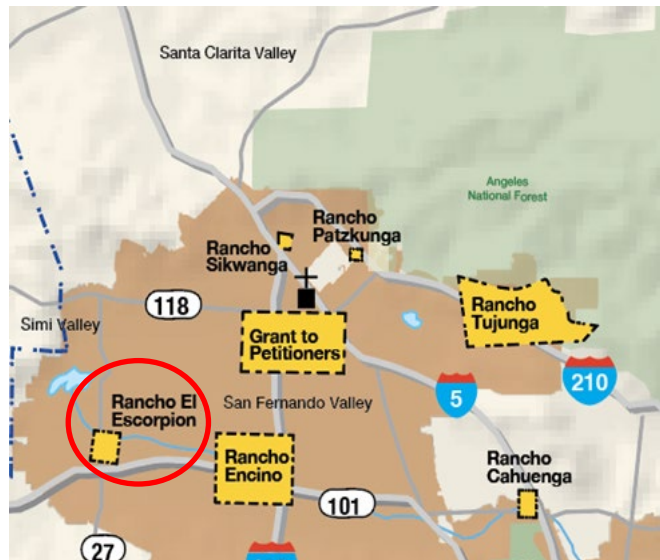 Santa Clarita Valley
Angeles
National Forest
Rancho
Patzkunga
Rancho
Sikwanga
118
Simi Valley
Grant to
Petitioners
Rancho
Tujunga
5
210
Rancho El
Escorpion
San Fernando Valley
Rancho
Encino
Rancho
Cahuenga
101
27